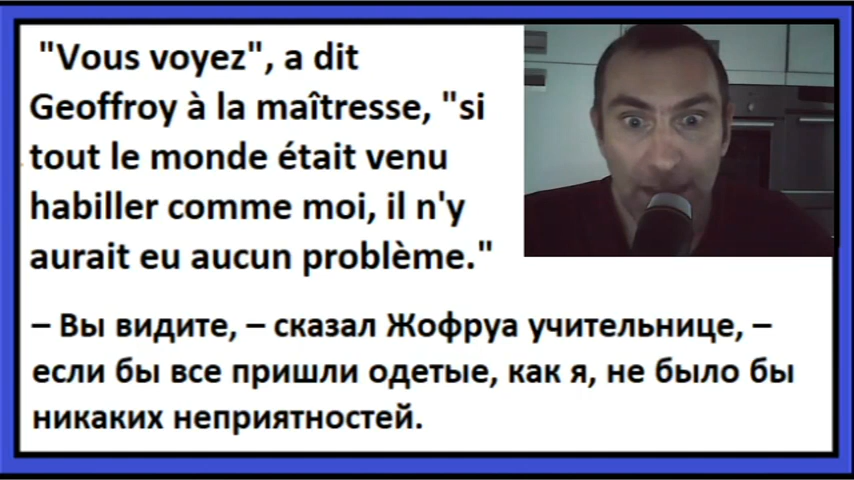 "Vous voyez", a dit
Geoffroy à la maîtresse, "si
tout le monde était venu
habiller comme moi, il n'y
aurait eu aucun problème."
– Вы видите, – сказал Жофруа учительнице, –
если бы все пришли одетые, как я, не было бы
никаких неприятностей.